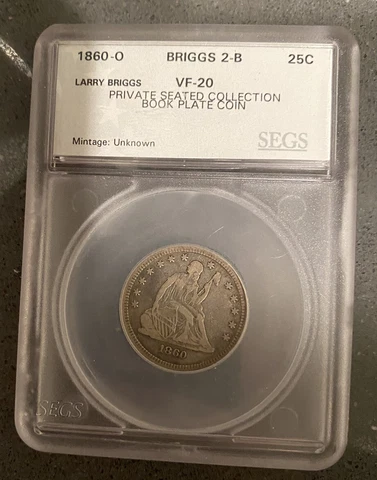 1860-O BRIGGS 2-B 25C
LARRY BRIGGS VF-20
PRIVATE SEATED COLLECTION
BOOK PLATE COIN
Mintage: Unknown SEGS
1860
SEGS